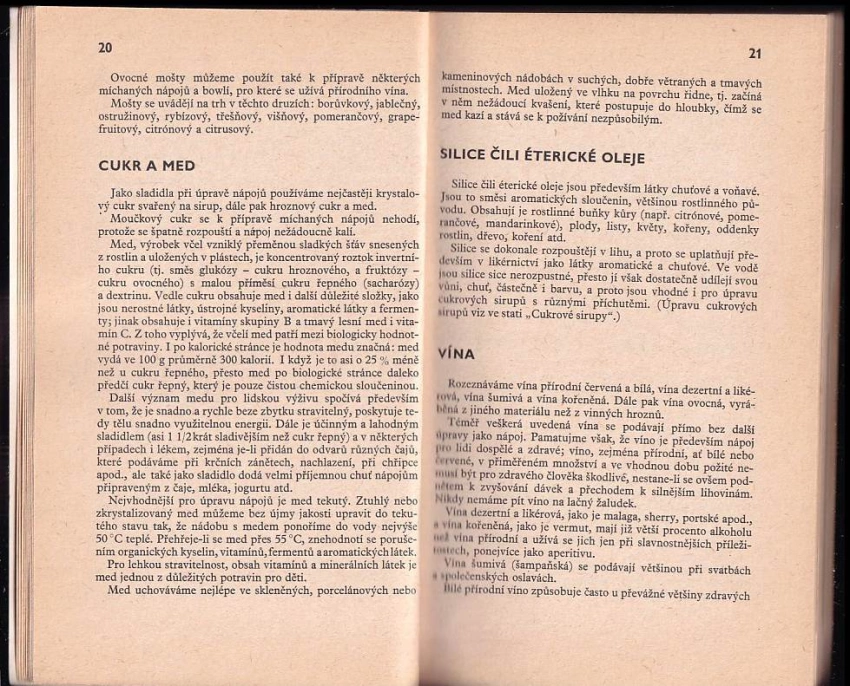 20
Ovocné mošty můžeme použít také k přípravě některých
míchaných nápojů a bowlí, pro které se užívá přírodního vína.
Mošty se uvádějí na trh v těchto druzích: borůvkový, jablečný,
ostružinový, rybízový, třešňový, višňový, pomerančový, grape-
fruitový, citrónový a citrusový.
CUKR A MED
Jako sladidla při úpravě nápojů používáme nejčastěji krystalo-
vý cukr svařený na sirup, dále pak hroznový cukr a med.
Moučkový cukr se k přípravě míchaných nápojů nehodí,
protože se špatně rozpouští a nápoj nežádoucně kalí.
Med, výrobek včel vzniklý přeměnou sladkých šťáv snesených
z rostlin a uložených v plástech, je koncentrovaný roztok invertní-
ho cukru (tj. směs glukózy – cukru hroznového, a fruktózy –
cukru ovocného) s malou příměsí cukru řepného (sacharózy)
a dextrinu. Vedle cukru obsahuje med i další důležité složky, jako
jsou nerostné látky, ústrojné kyseliny, aromatické látky a fermen-
ty; jinak obsahuje i vitamíny skupiny B a tmavý lesní med i vita-
mín C. Z toho vyplývá, že včelí med patří mezi biologicky hodnot-
né potraviny. I po kalorické stránce je hodnota medu značná: med
vydá ve 100 g průměrně 300 kalorií. I když je to asi o 25 % méně
než u cukru řepného, přesto med po biologické stránce daleko
předčí cukr řepný, který je pouze čistou chemickou sloučeninou.
Další význam medu pro lidskou výživu spočívá především
v tom, že je snadno a rychle beze zbytku stravitelný, poskytuje te-
dy tělu snadno využitelnou energii. Dále je účinným a lahodným
sladidlem (asi 1 1/2krát sladivějším než cukr řepný) a v některých
případech i lékem, zejména je-li přidán do odvarů různých čajů,
které podáváme při krčních zánětech, nachlazení, při chřipce
apod., ale také jako sladidlo dodá velmi příjemnou chuť nápojům
připraveným z čaje, mléka, jogurtu atd.
Nejvhodnější pro úpravu nápojů je med tekutý. Ztuhlý nebo
zkrystalizovaný med můžeme bez újmy jakosti upravit do teku-
tého stavu tak, že nádobu s medem ponoříme do vody nejvýše
50 °C teplé. Přehřeje-li se med přes 55 °C, znehodnotí se poruše-
ním organických kyselin, vitamínů, fermentů a aromatických látek.
Pro lehkou stravitelnost, obsah vitamínů a minerálních látek je
med jednou z důležitých potravin pro děti.
Med uchováváme nejlépe ve skleněných, porcelánových nebo
21
kameninových nádobách v suchých, dobře větraných a tmavých
místnostech. Med uložený ve vlhku na povrchu řídne, tj. začíná
v něm nežádoucí kvašení, které postupuje do hloubky, čímž se
med kazí a stává se k požívání nezpůsobilým.
SILICE ČILI ÉTERICKÉ OLEJE
Silice čili éterické oleje jsou především látky chuťové a voňavé.
Jsou to směsi aromatických sloučenin, většinou rostlinného pů-
vodu. Obsahují je rostlinné buňky kůry (např. citrónové, pome-
rančové, mandarinkové), plody, listy, květy, kořeny, oddenky
rostlin, dřevo, koření atd.
Silice se dokonale rozpouštějí v lihu, a proto se uplatňují pře-
devším v likérnictví jako látky aromatické a chuťové. Ve vodě
jsou silice sice nerozpustné, přesto jí však dostatečně udílejí svou
vůni, chuť, částečně i barvu, a proto jsou vhodné i pro úpravu
cukrových sirupů s různými příchutěmi. (Úpravu cukrových
sirupů viz ve stati „Cukrové sirupy“.)
VÍNA
Rozeznáváme vína přírodní červená a bílá, vína dezertní a liké-
rová, vína šumivá a vína kořeněná. Dále pak vína ovocná, vyrá-
běná z jiného materiálu než z vinných hroznů.
Téměř veškerá uvedená vína se podávají přímo bez další
úpravy jako nápoj. Pamatujme však, že víno je především nápoj
pro lidi dospělé a zdravé; víno, zejména přírodní, ať bílé nebo
červené, v přiměřeném množství a ve vhodnou dobu požité ne-
musí být pro zdravého člověka škodlivé, nestane-li se ovšem pod-
nětem k zvyšování dávek a přechodem k silnějším lihovinám.
Nikdy nemáme pít víno na lačný žaludek.
Vína dezertní a likérová, jako je malaga, sherry, portské apod.,
a vína kořeněná, jako je vermut, mají již větší procento alkoholu
než vína přírodní a užívá se jich jen při slavnostnějších příleži-
tostech, ponejvíce jako aperitivu.
Vína šumivá (šampaňská) se podávají většinou při svatbách
a společenských oslavách.
Bílé přírodní víno způsobuje často u převážné většiny zdravých